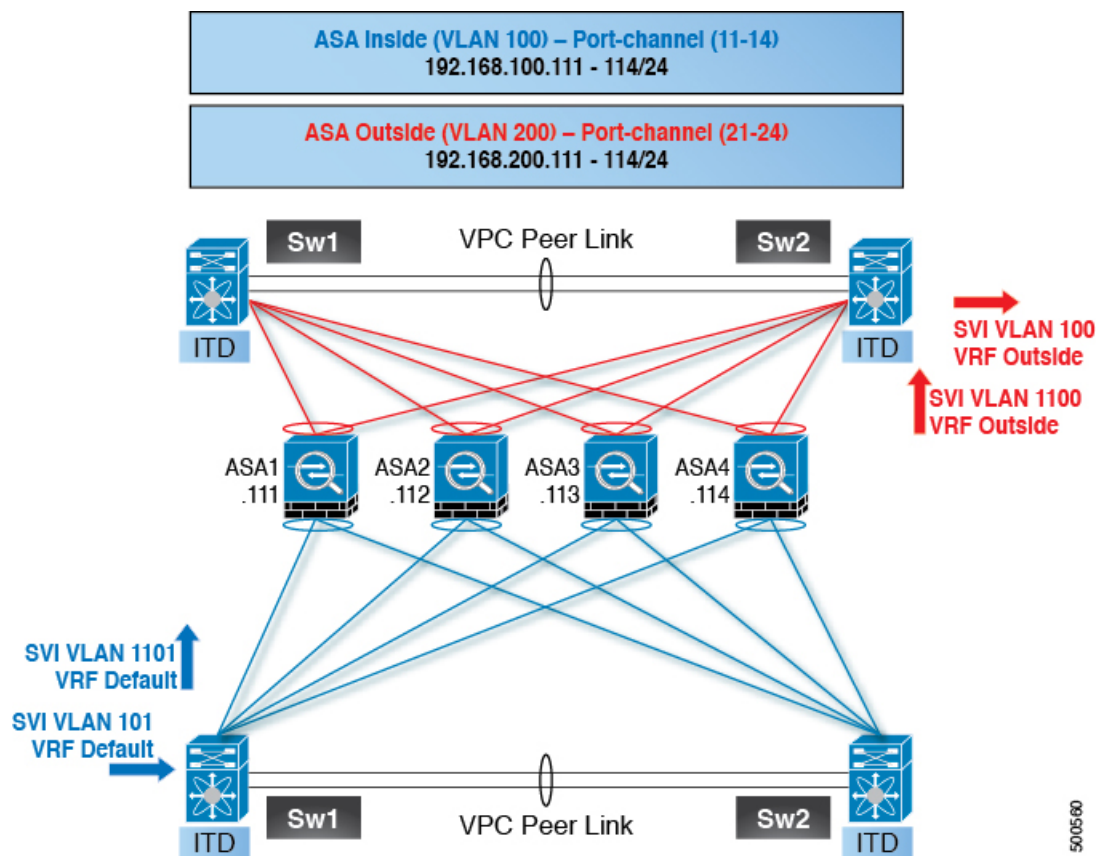 ASA Inside (VLAN 100) – Port-channel (11-14)
192.168.100.111 - 114/24
ASA Outside (VLAN 200) – Port-channel (21-24)
192.168.200.111 - 114/24
Sw1
VPC Peer Link
Sw2
ITD
ITD
SVI VLAN 100
VRF Outside
SVI VLAN 1100
VRF Outside
ASA1
.111
ASA2
.112
ASA3
.113
ASA4
.114
SVI VLAN 1101
VRF Default
SVI VLAN 101
VRF Default
Sw1
VPC Peer Link
Sw2
ITD
ITD
500560